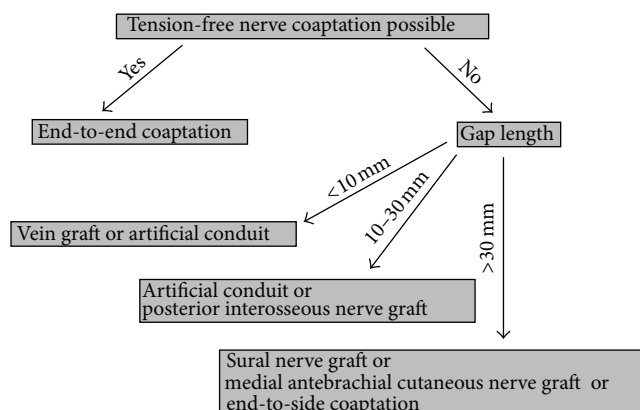 Tension-free nerve coaptation possible
Yes
No
End-to-end coaptation
Gap length
<10 mm
10–30 mm
>30 mm
Vein graft or artificial conduit
Artificial conduit or
posterior interosseous nerve graft
Sural nerve graft or
medial antebrachial cutaneous nerve graft or
end-to-side coaptation